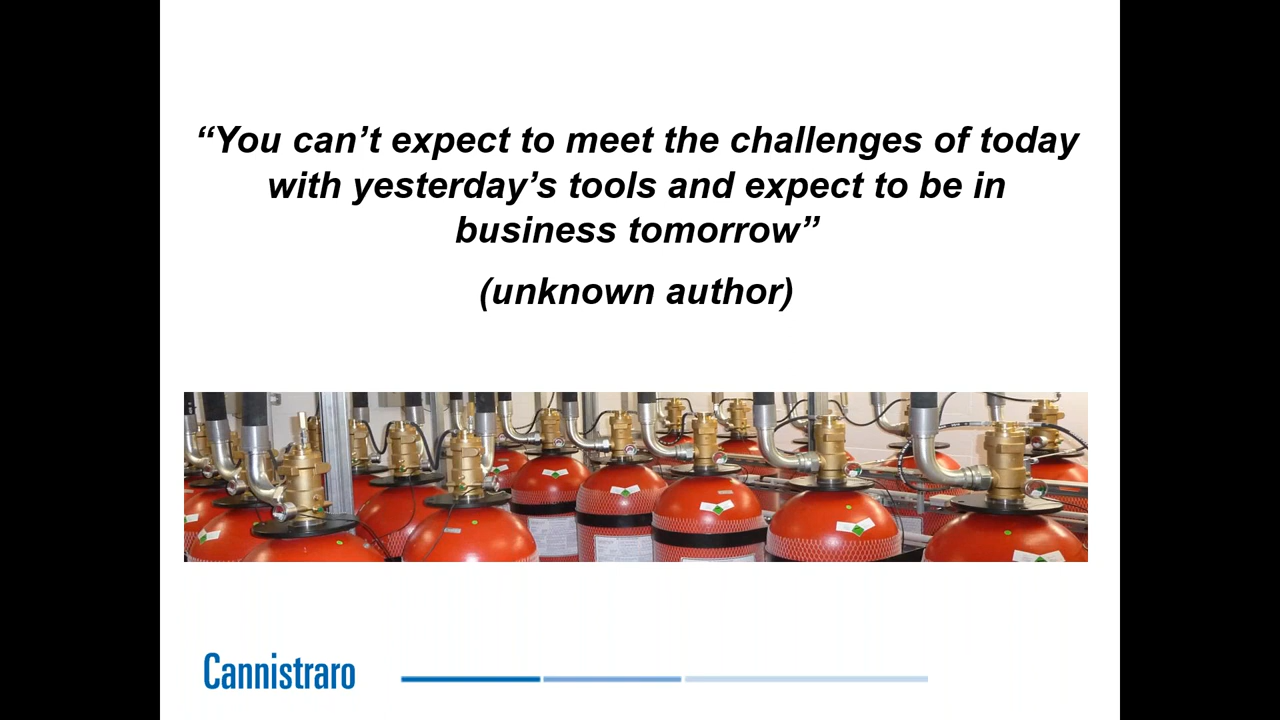 “You can’t expect to meet the challenges of today
with yesterday’s tools and expect to be in
business tomorrow”
(unknown author)
Cannistraro